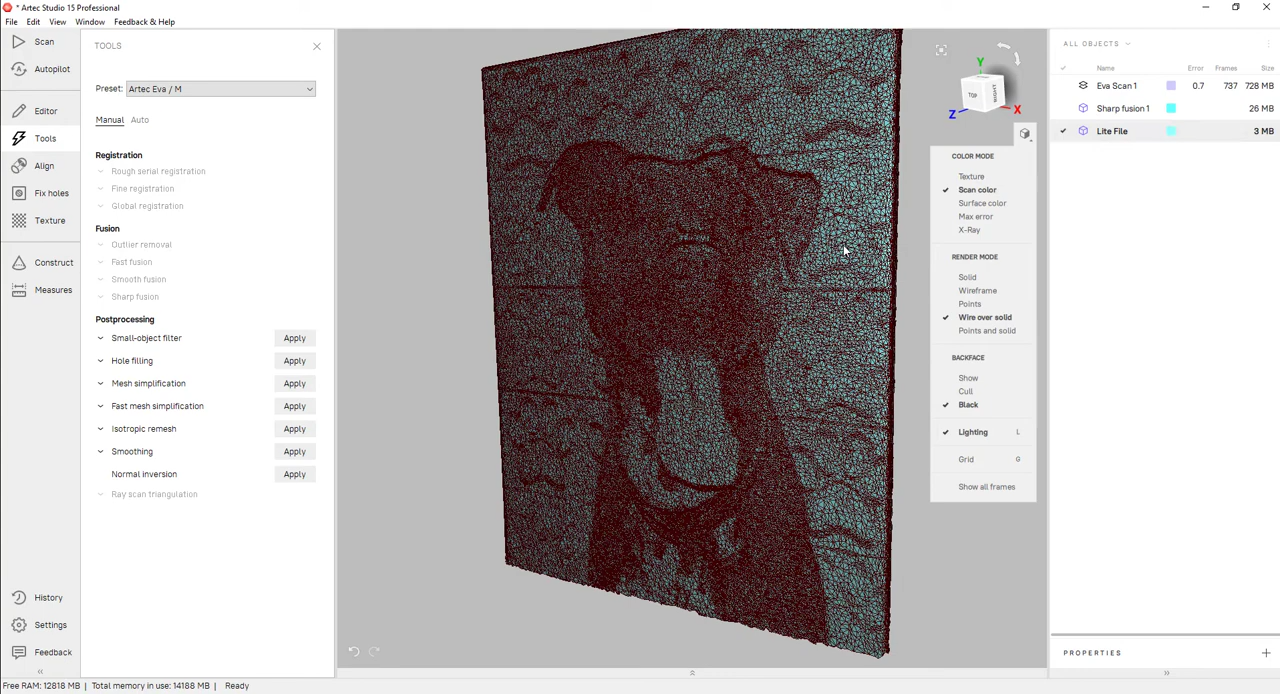 * Artec Studio 15 Professional
File Edit View Window Feedback & Help
Scan
Autopilot
Editor
Tools
Align
Fix holes
Texture
Construct
Measures
History
Settings
Feedback
TOOLS
Preset: Artec Eva / M
Manual Auto
Registration
Rough serial registration
Fine registration
Global registration
Fusion
Outlier removal
Fast fusion
Smooth fusion
Sharp fusion
Postprocessing
Small-object filter Apply
Hole filling Apply
Mesh simplification Apply
Fast mesh simplification Apply
Isotropic remesh Apply
Smoothing Apply
Normal inversion Apply
Ray scan triangulation
Y
TOP RIGHT
Z X
COLOR MODE
Texture
Scan color
Surface color
Max error
X-Ray
RENDER MODE
Solid
Wireframe
Points
Wire over solid
Points and solid
BACKFACE
Show
Cull
Black
Lighting L
Grid G
Show all frames
ALL OBJECTS
Name Error Frames Size
Eva Scan 1 0.7 737 728 MB
Sharp fusion 1 26 MB
Lite File 3 MB
PROPERTIES
Free RAM: 12818 MB | Total memory in use: 14188 MB | Ready